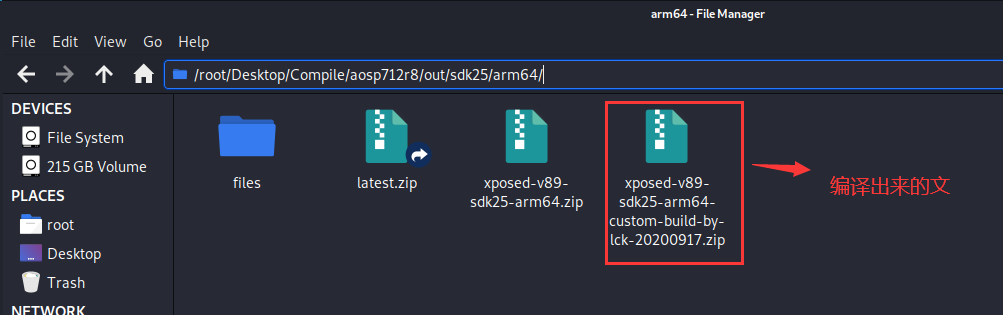 arm64 - File Manager
File Edit View Go Help
/root/Desktop/Compile/aosp712r8/out/sdk25/arm64/
DEVICES
File System
215 GB Volume
PLACES
root
Desktop
Trash
NETWORK
files
latest.zip
xposed-v89-
sdk25-arm64.zip
xposed-v89-
sdk25-arm64-
custom-build-by-
lck-20200917.zip
编译出来的文